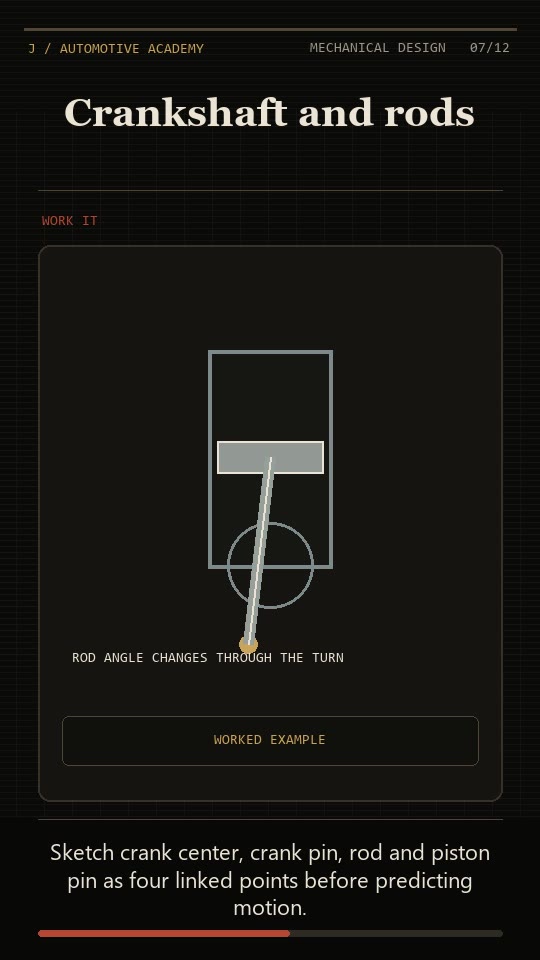 J / AUTOMOTIVE ACADEMY
MECHANICAL DESIGN 07/12
Crankshaft and rods
WORK IT
ROD ANGLE CHANGES THROUGH THE TURN
WORKED EXAMPLE
Sketch crank center, crank pin, rod and piston
pin as four linked points before predicting
motion.